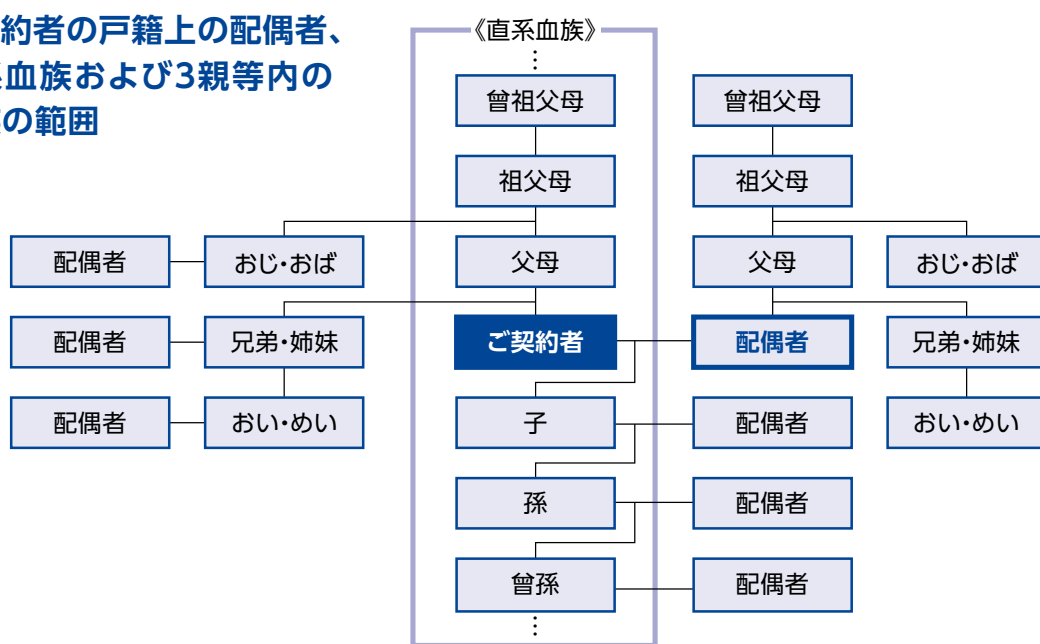 約者の戸籍上の配偶者、
血族および3親等内の
の範囲
《直系血族》
⋮
曾祖父母 曾祖父母
祖父母 祖父母
配偶者 おじ・おば 父母 父母 おじ・おば
配偶者 兄弟・姉妹 ご契約者 配偶者 兄弟・姉妹
配偶者 おい・めい 子 配偶者 おい・めい
孫 配偶者
曾孫 配偶者
⋮